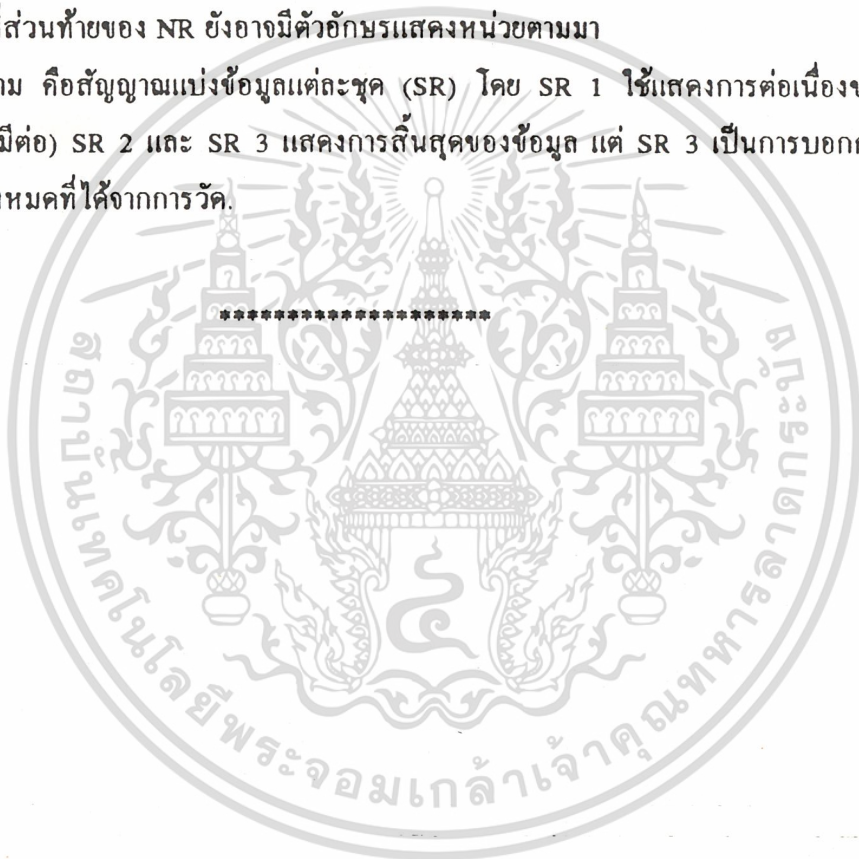 ส่วนท้ายของ NR ยังอาจมีตัวอักษรแสดงหน่วยตามมา
าม คือสัญญาณแบ่งข้อมูลแต่ละชุด (SR) โดย SR 1 ใช้แสดงการต่อเนื่องข
มีต่อ) SR 2 และ SR 3 แสดงการสิ้นสุดของข้อมูล แต่ SR 3 เป็นการบอก
หมดที่ได้จากการวัด.
********************
สถาบันเทคโนโลยีพระจอมเกล้าเจ้าคุณทหารลาดกระบัง